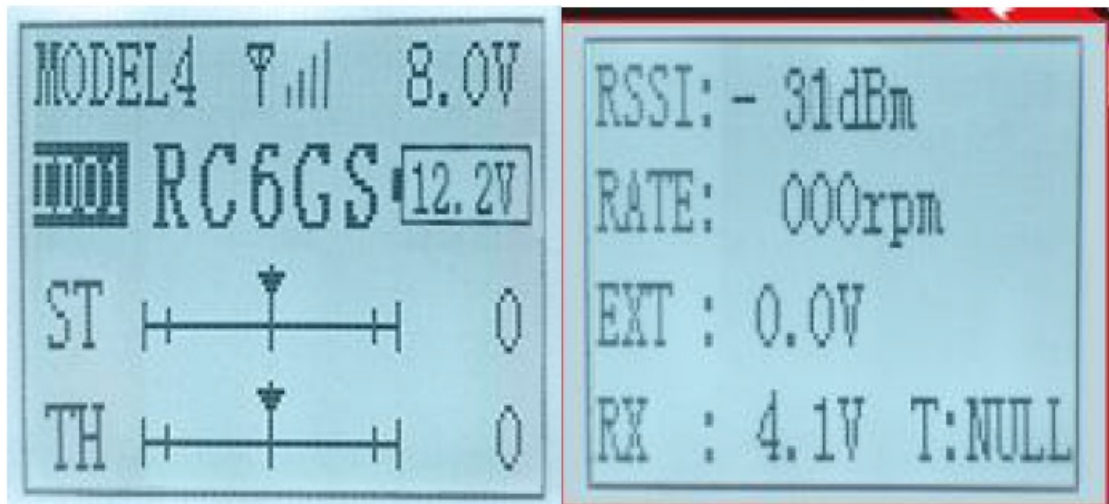 MODEL4 8.0V
RC6GS 12.2V
ST 0
TH 0
RSSI: - 31dBm
RATE: 000rpm
EXT : 0.0V
RX : 4.1V T:NULL